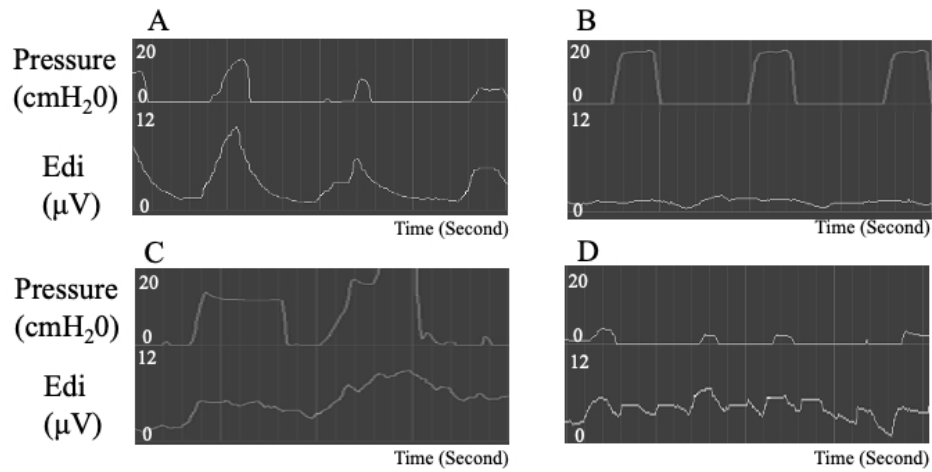 A
Pressure
(cmH20)
20
0
12
Edi
(μV)
0
Time (Second)
B
20
0
12
0
Time (Second)
C
Pressure
(cmH20)
20
0
12
Edi
(μV)
0
Time (Second)
D
20
0
12
0
Time (Second)